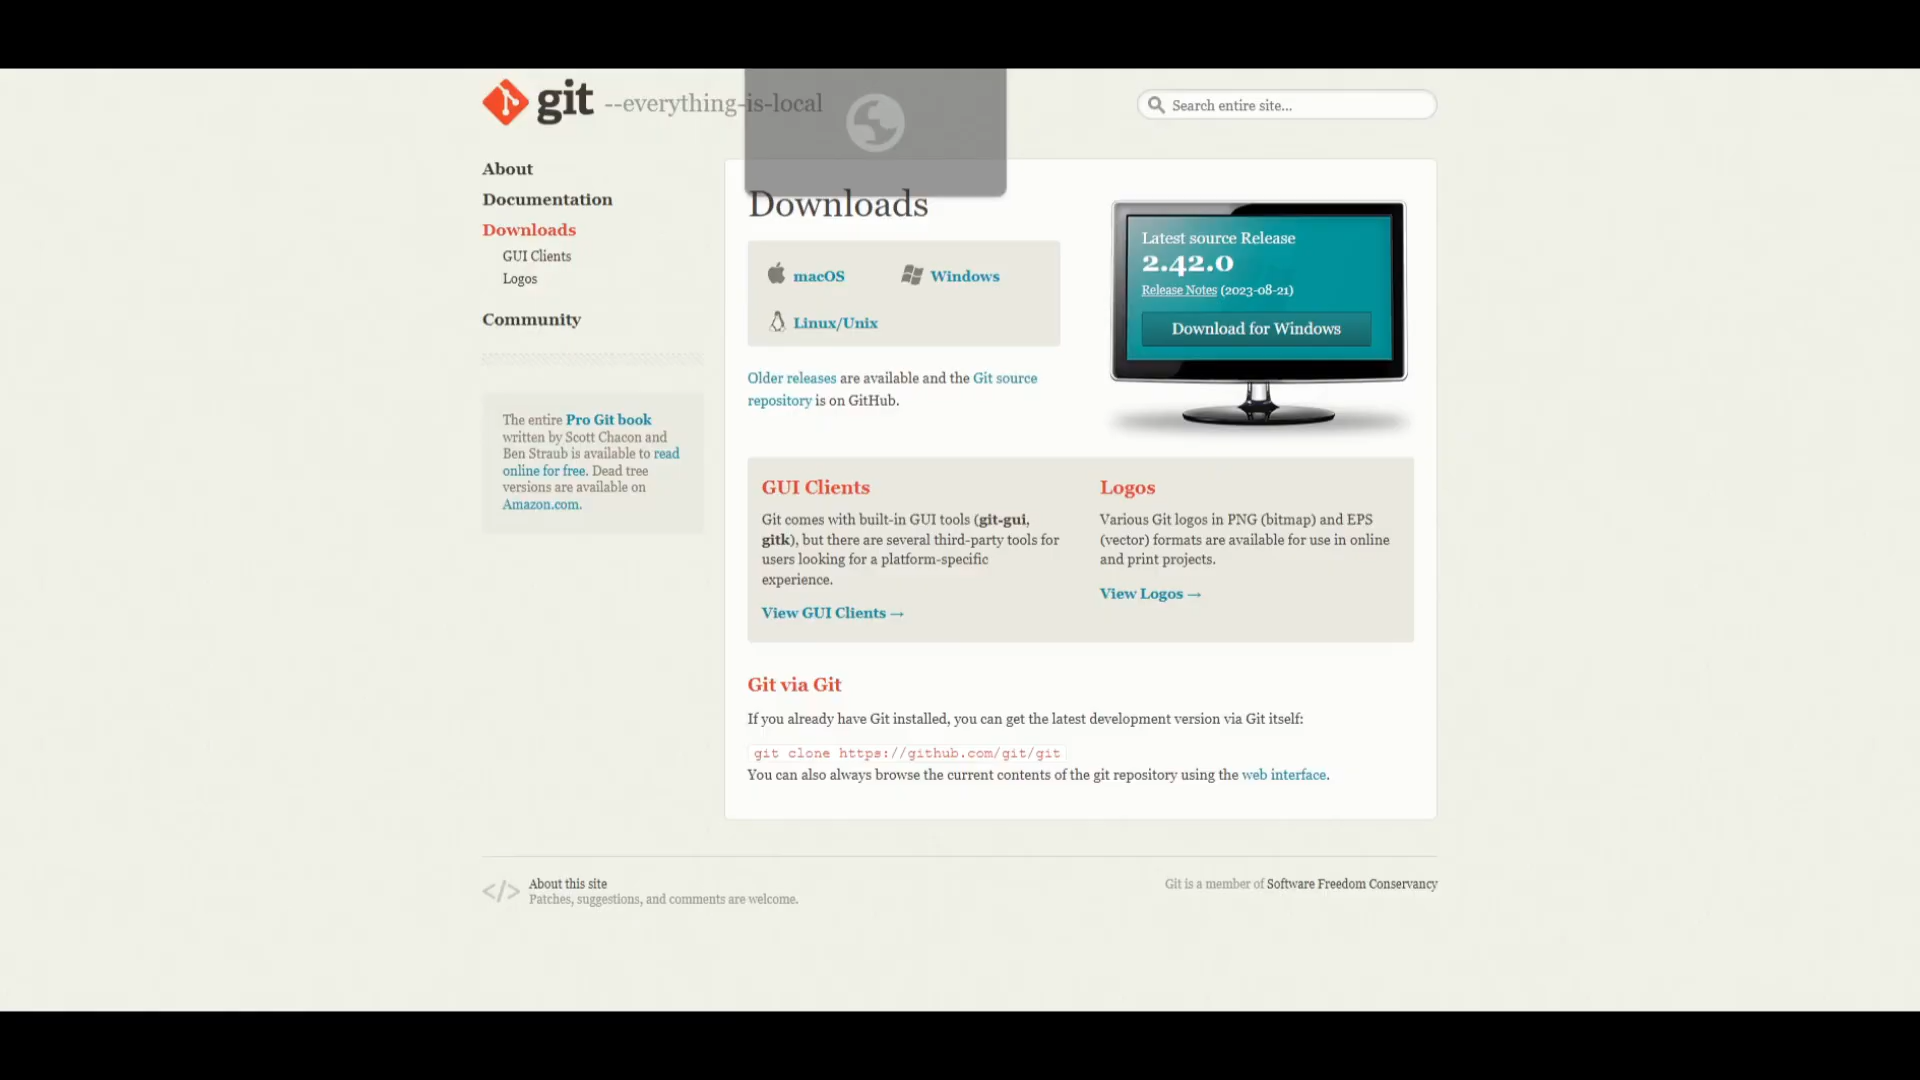 git --everything-is-local
Search entire site...
About
Documentation
Downloads
GUI Clients
Logos
Community
The entire Pro Git book
written by Scott Chacon and
Ben Straub is available to read
online for free. Dead tree
versions are available on
Amazon.com.
Downloads
macOS
Windows
Linux/Unix
Older releases are available and the Git source
repository is on GitHub.
Latest source Release
2.42.0
Release Notes (2023-08-21)
Download for Windows
GUI Clients
Git comes with built-in GUI tools (git-gui,
gitk), but there are several third-party tools for
users looking for a platform-specific
experience.
View GUI Clients →
Logos
Various Git logos in PNG (bitmap) and EPS
(vector) formats are available for use in online
and print projects.
View Logos →
Git via Git
If you already have Git installed, you can get the latest development version via Git itself:
git clone https://github.com/git/git
You can also always browse the current contents of the git repository using the web interface.
</> About this site
Patches, suggestions, and comments are welcome.
Git is a member of Software Freedom Conservancy